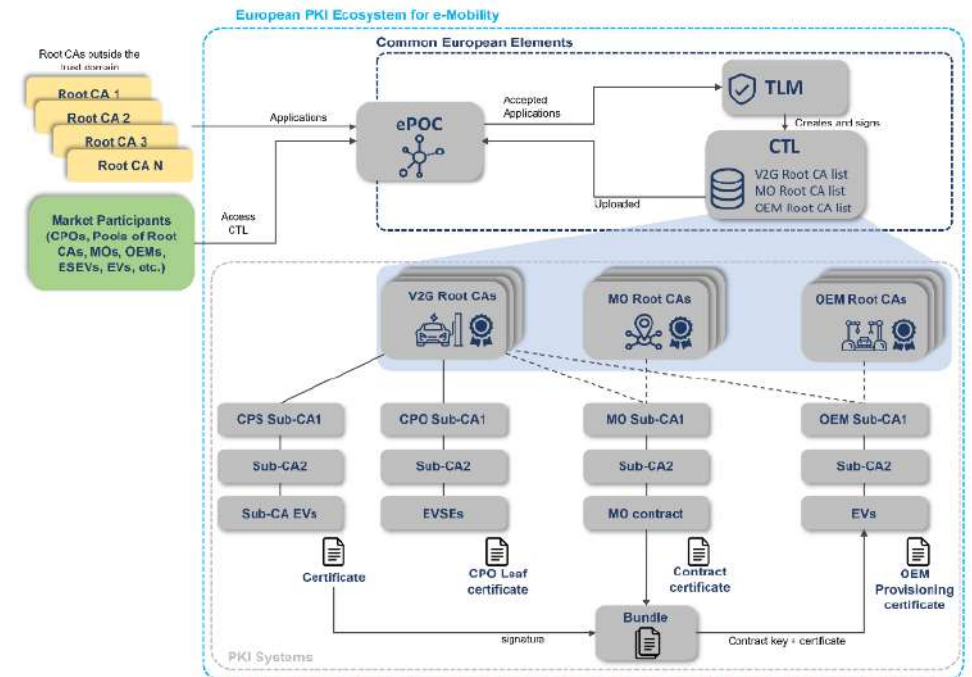 European PKI Ecosystem for e-Mobility
Root CAs outside the
trust domain
Root CA 1
Root CA 2
Root CA 3
Root CA N
Market Participants
(CPOs, Pools of Root
CAs, MOs, OEMs,
ESEVs, EVs, etc.)
Applications
Access
CTL
Common European Elements
ePOC
Accepted
Applications
TLM
Creates and signs
CTL
V2G Root CA list
MO Root CA list
OEM Root CA list
Uploaded
V2G Root CAs
MO Root CAs
OEM Root CAs
CPS Sub-CA1
CPO Sub-CA1
MO Sub-CA1
OEM Sub-CA1
Sub-CA2
Sub-CA2
Sub-CA2
Sub-CA2
Sub-CA EVs
EVSEs
MO contract
EVs
Certificate
CPO Leaf
certificate
Contract
certificate
OEM
Provisioning
certificate
signature
Bundle
Contract key + certificate
PKI Systems